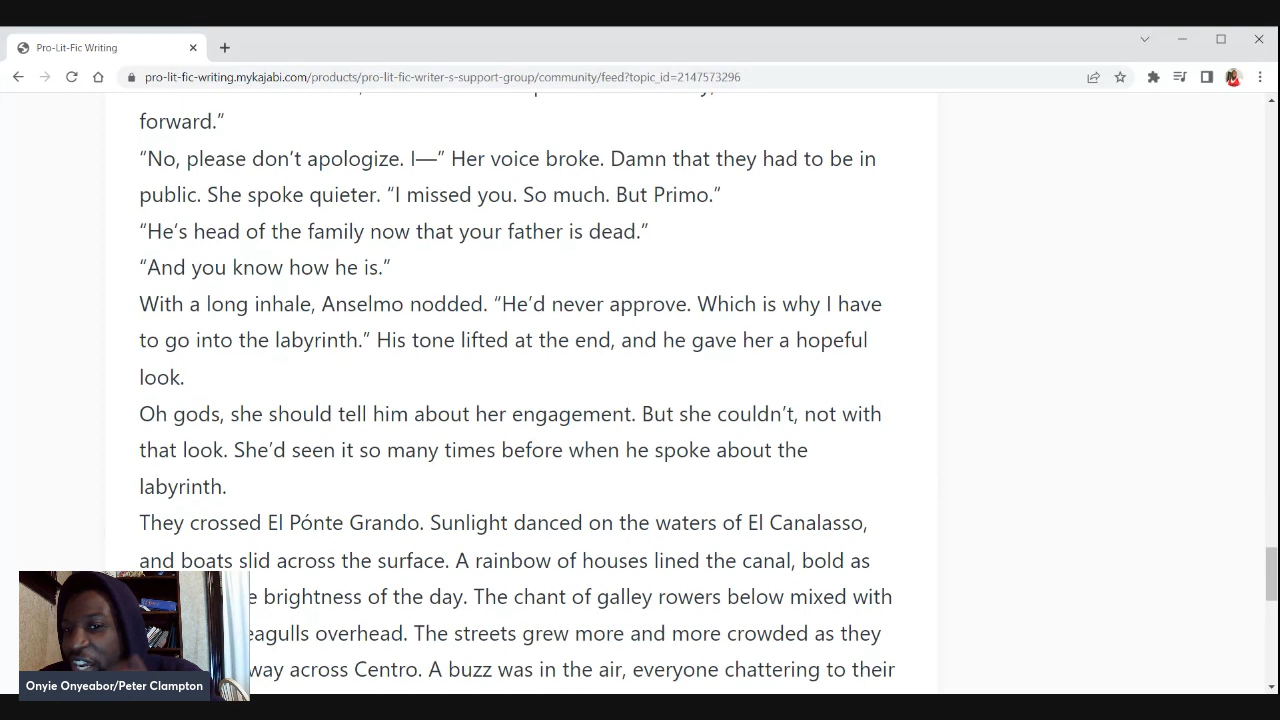 Pro-Lit-Fic Writing
pro-lit-fic-writing.mykajabi.com/products/pro-lit-fic-writer-s-support-group/community/feed?topic_id=2147573296
forward.”
“No, please don’t apologize. I—” Her voice broke. Damn that they had to be in
public. She spoke quieter. “I missed you. So much. But Primo.”
“He‘s head of the family now that your father is dead.”
“And you know how he is.”
With a long inhale, Anselmo nodded. “He’d never approve. Which is why I have
to go into the labyrinth.” His tone lifted at the end, and he gave her a hopeful
look.
Oh gods, she should tell him about her engagement. But she couldn’t, not with
that look. She’d seen it so many times before when he spoke about the
labyrinth.
They crossed El Pónte Grando. Sunlight danced on the waters of El Canalasso,
and boats slid across the surface. A rainbow of houses lined the canal, bold as
brightness of the day. The chant of galley rowers below mixed with
overhead. The streets grew more and more crowded as they
way across Centro. A buzz was in the air, everyone chattering to their
Onyie Onyeabor/Peter Clampton